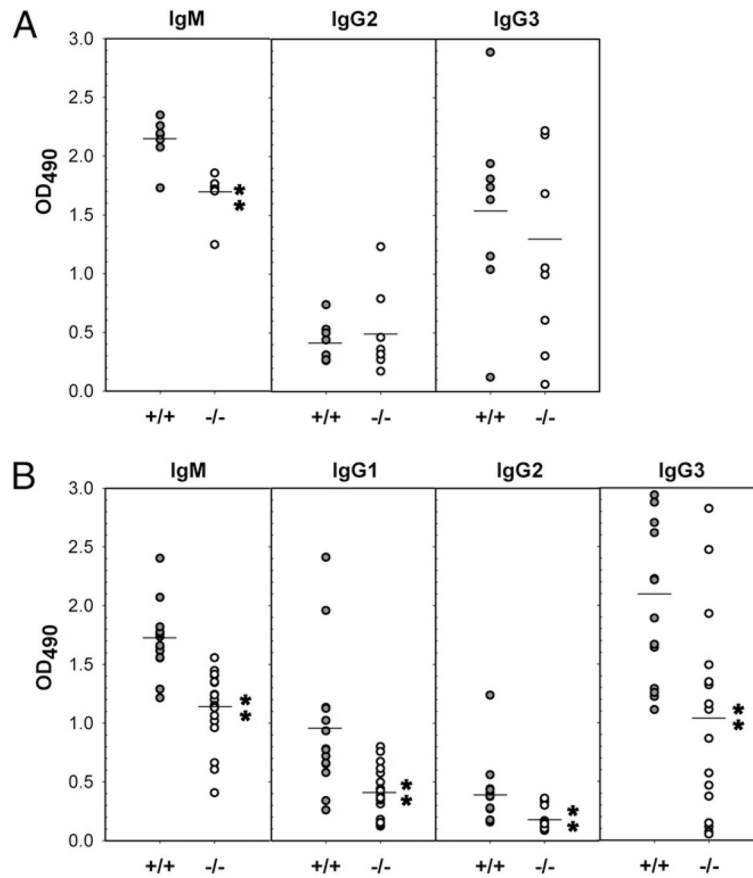 A
IgM IgG2 IgG3
3.0
2.5
2.0
1.5
1.0
0.5
0.0
OD490
** 
+/+ -/- +/+ -/- +/+ -/-
B
IgM IgG1 IgG2 IgG3
3.0
2.5
2.0
1.5
1.0
0.5
0.0
OD490
** ** ** **
+/+ -/- +/+ -/- +/+ -/- +/+ -/-